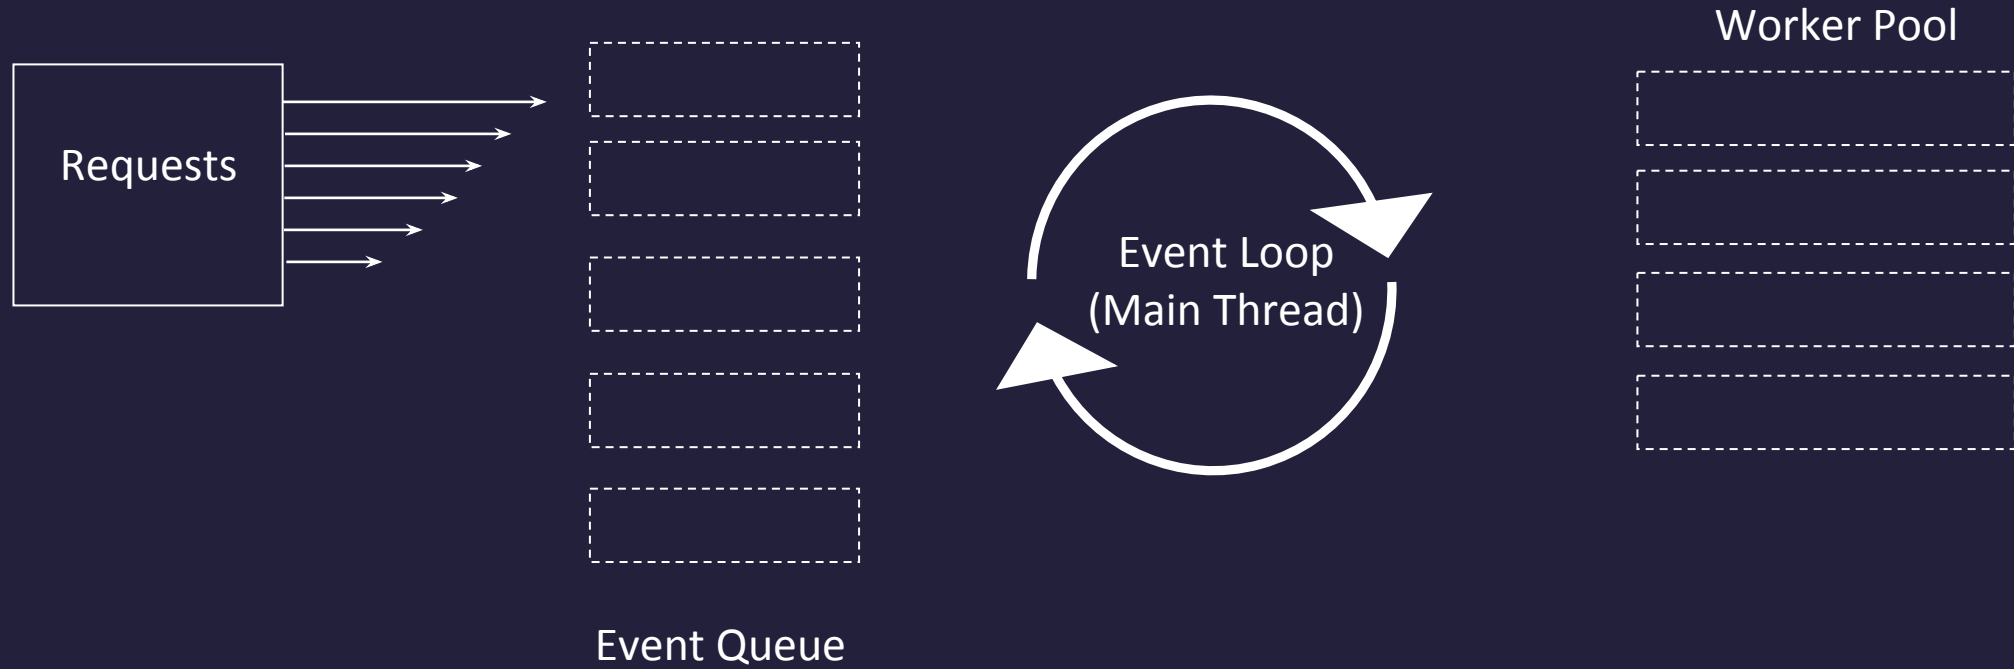 Requests
Event Queue
Event Loop
(Main Thread)
Worker Pool